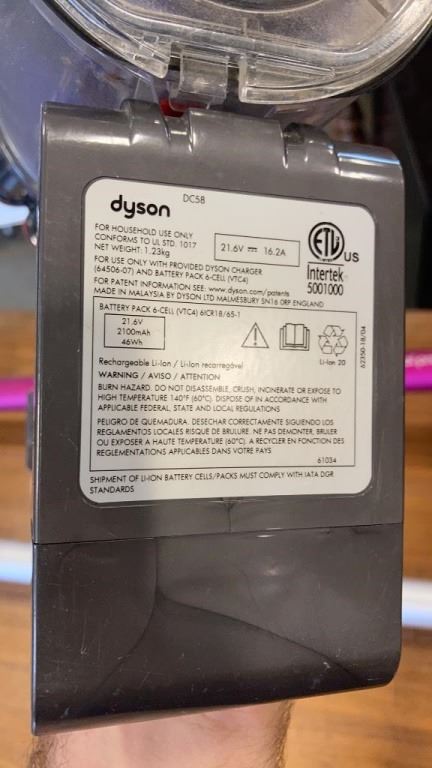 dyson DC58
FOR HOUSEHOLD USE ONLY
CONFORMS TO UL STD. 1017
NET WEIGHT: 1.23kg
21.6V ⎓ 16.2A
ETL US
Intertek
5001000
FOR USE ONLY WITH PROVIDED DYSON CHARGER
(64506-07) AND BATTERY PACK 6-CELL (VTC4)
FOR PATENT INFORMATION SEE: www.dyson.com/patents
MADE IN MALAYSIA BY DYSON LTD MALMESBURY SN16 0RP ENGLAND
BATTERY PACK 6-CELL (VTC4) 6ICR18/65-1
21.6V
2100mAh
46Wh
Li-Ion 20
62350-18/04
Rechargeable Li-Ion / Li-Ion recarregável
WARNING / AVISO / ATTENTION
BURN HAZARD. DO NOT DISASSEMBLE, CRUSH, INCINERATE OR EXPOSE TO
HIGH TEMPERATURE 140°F (60°C). DISPOSE OF IN ACCORDANCE WITH
APPLICABLE FEDERAL, STATE AND LOCAL REGULATIONS
PELIGRO DE QUEMADURA. DESECHAR CORRECTAMENTE SIGUIENDO LOS
REGLAMENTOS LOCALES RISQUE DE BRULURE. NE PAS DEMONTER, BRULER
OU EXPOSER A HAUTE TEMPERATURE (60°C). A RECYCLER EN FONCTION DES
REGLEMENTATIONS APPLICABLES DANS VOTRE PAYS
61034
SHIPMENT OF LI-ION BATTERY CELLS/PACKS MUST COMPLY WITH IATA DGR
STANDARDS